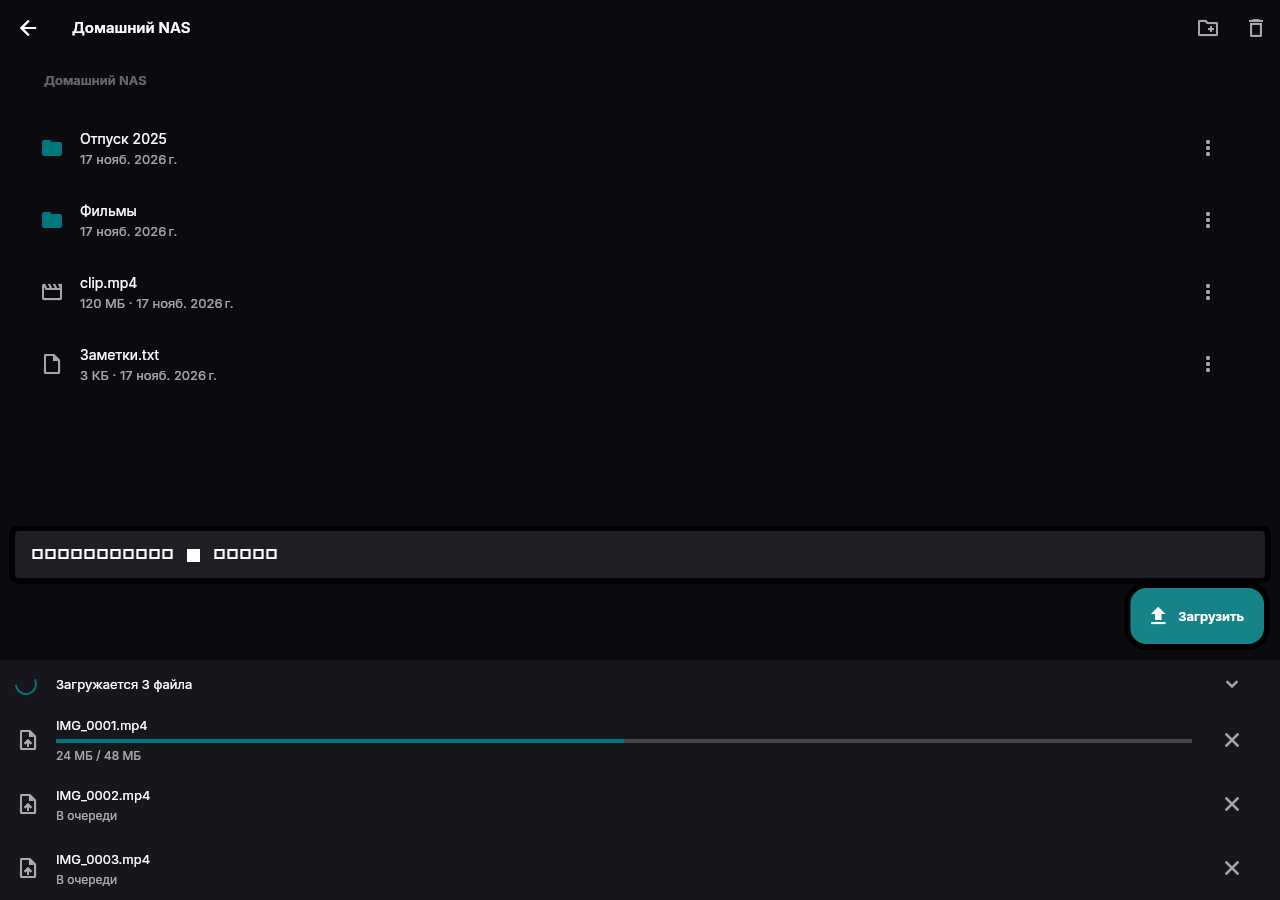 Домашний NAS
Домашний NAS
Отпуск 2025
17 нояб. 2026 г.
Фильмы
17 нояб. 2026 г.
clip.mp4
120 МБ · 17 нояб. 2026 г.
Заметки.txt
3 КБ · 17 нояб. 2026 г.
Загрузить
Загружается 3 файла
IMG_0001.mp4
24 МБ / 48 МБ
IMG_0002.mp4
В очереди
IMG_0003.mp4
В очереди